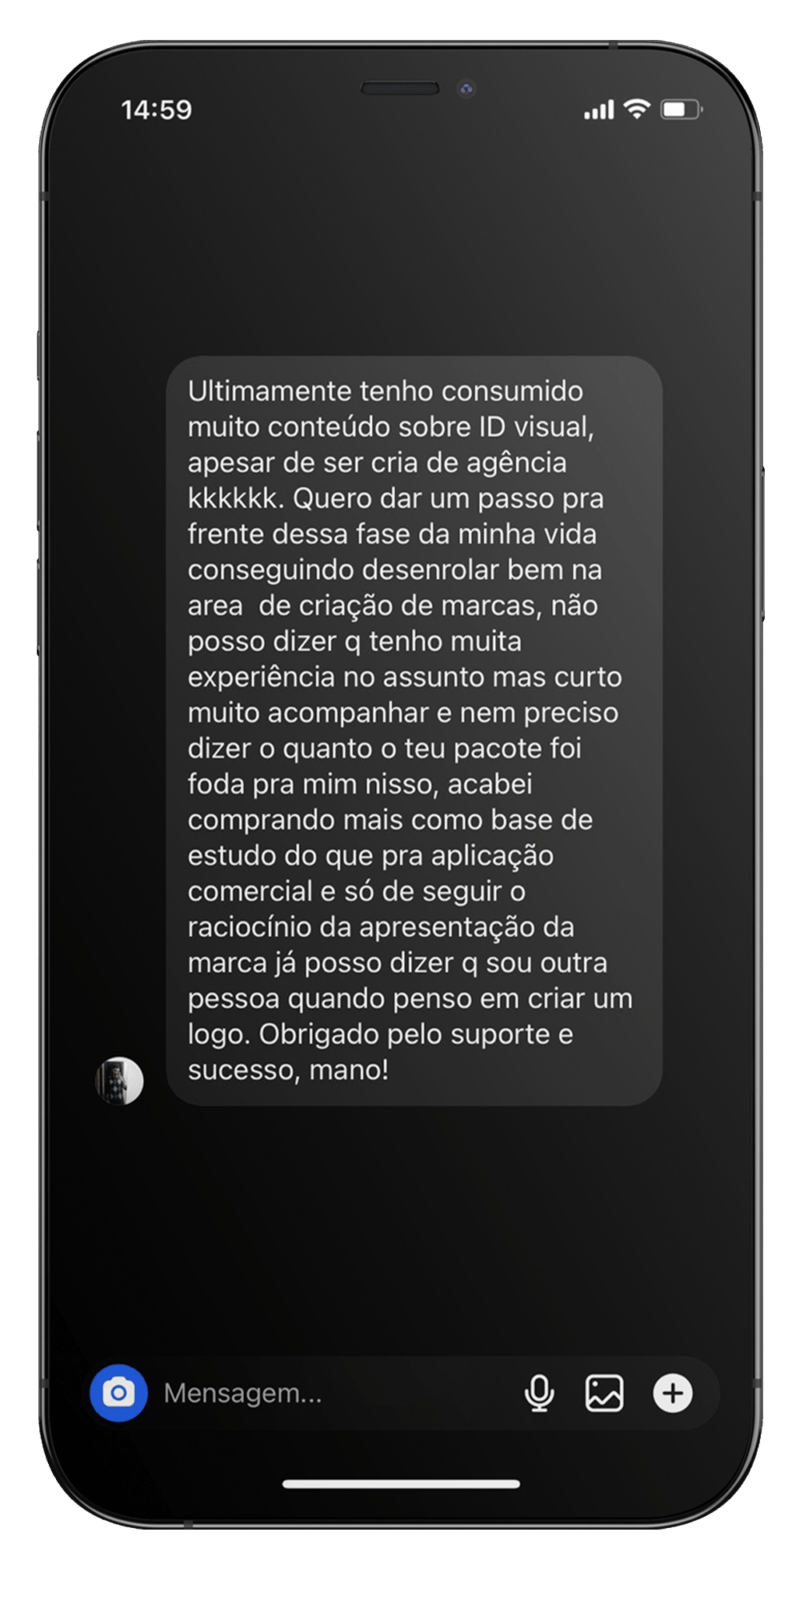 14:59
Ultimamente tenho consumido
muito conteúdo sobre ID visual,
apesar de ser cria de agência
kkkkkk. Quero dar um passo pra
frente dessa fase da minha vida
conseguindo desenrolar bem na
area  de criação de marcas, não
posso dizer q tenho muita
experiência no assunto mas curto
muito acompanhar e nem preciso
dizer o quanto o teu pacote foi
foda pra mim nisso, acabei
comprando mais como base de
estudo do que pra aplicação
comercial e só de seguir o
raciocínio da apresentação da
marca já posso dizer q sou outra
pessoa quando penso em criar um
logo. Obrigado pelo suporte e
sucesso, mano!
Mensagem...